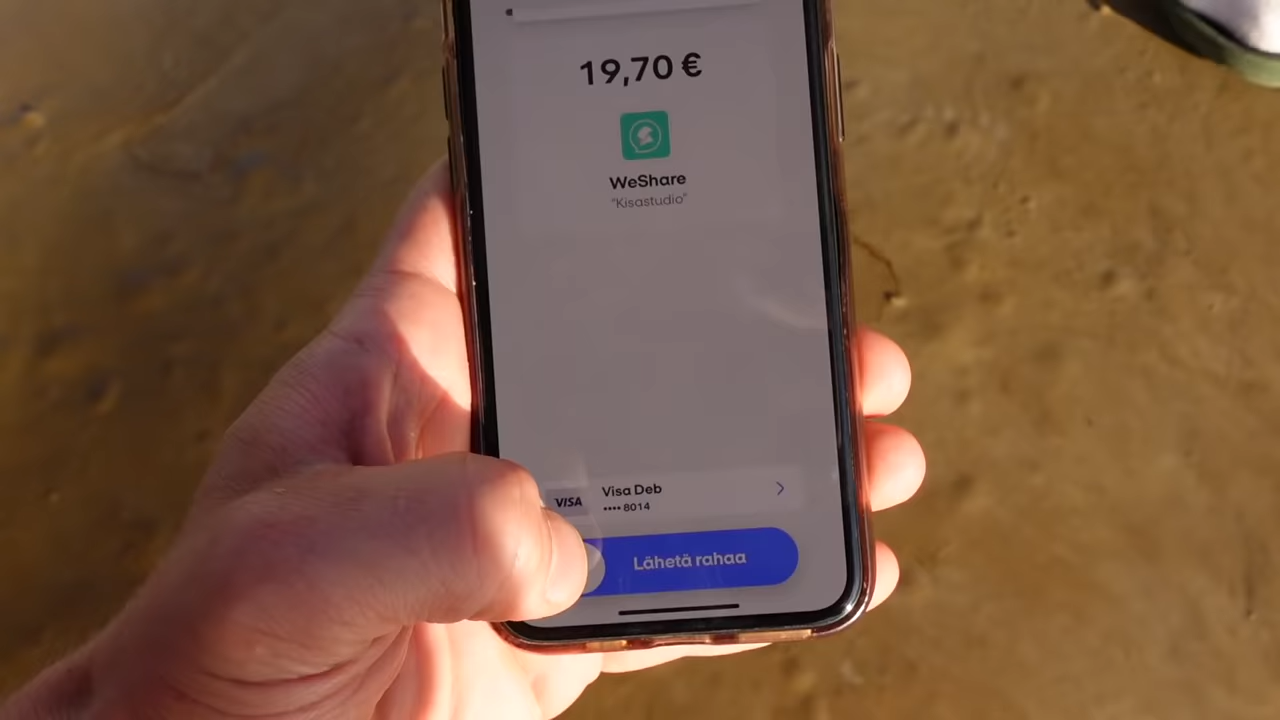 19,70 €
WeShare
"Kisastudio"
VISA
Visa Deb
•••• 8014
Lähetä rahaa